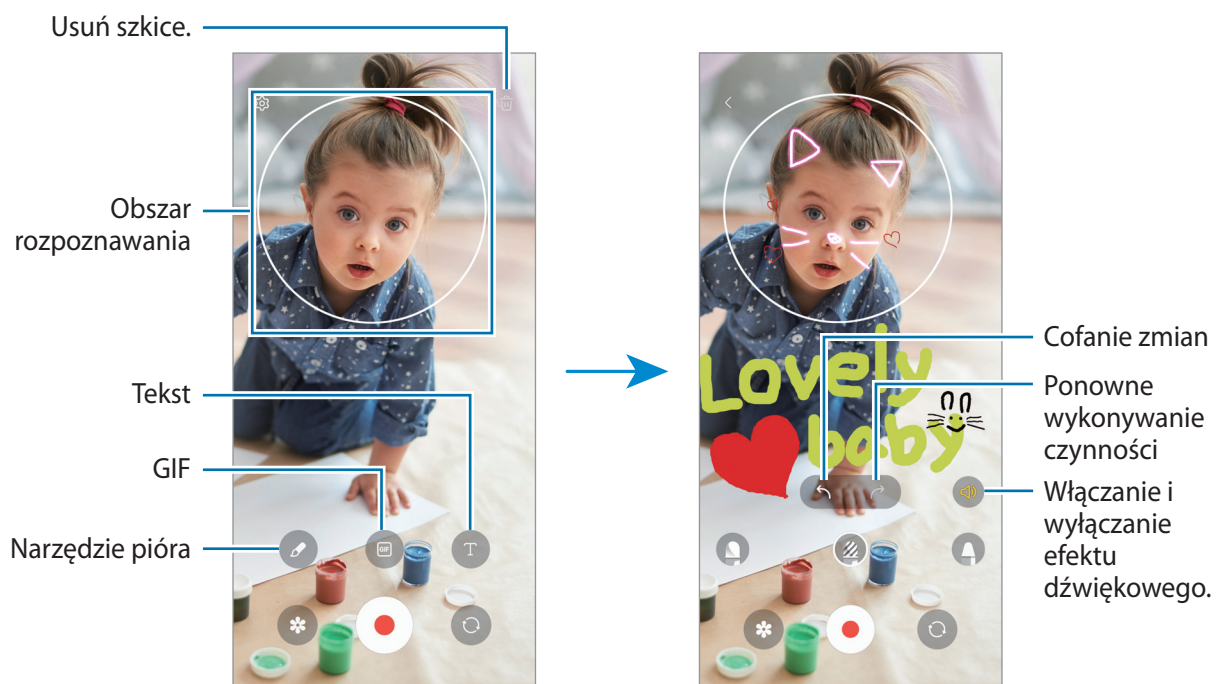 Usuń szkice.
Obszar
rozpoznawania
Tekst
GIF
Narzędzie pióra
GIF
T
Lovely
baby
Cofanie zmian
Ponowne
wykonywanie
czynności
Włączanie i
wyłączanie
efektu
dźwiękowego.